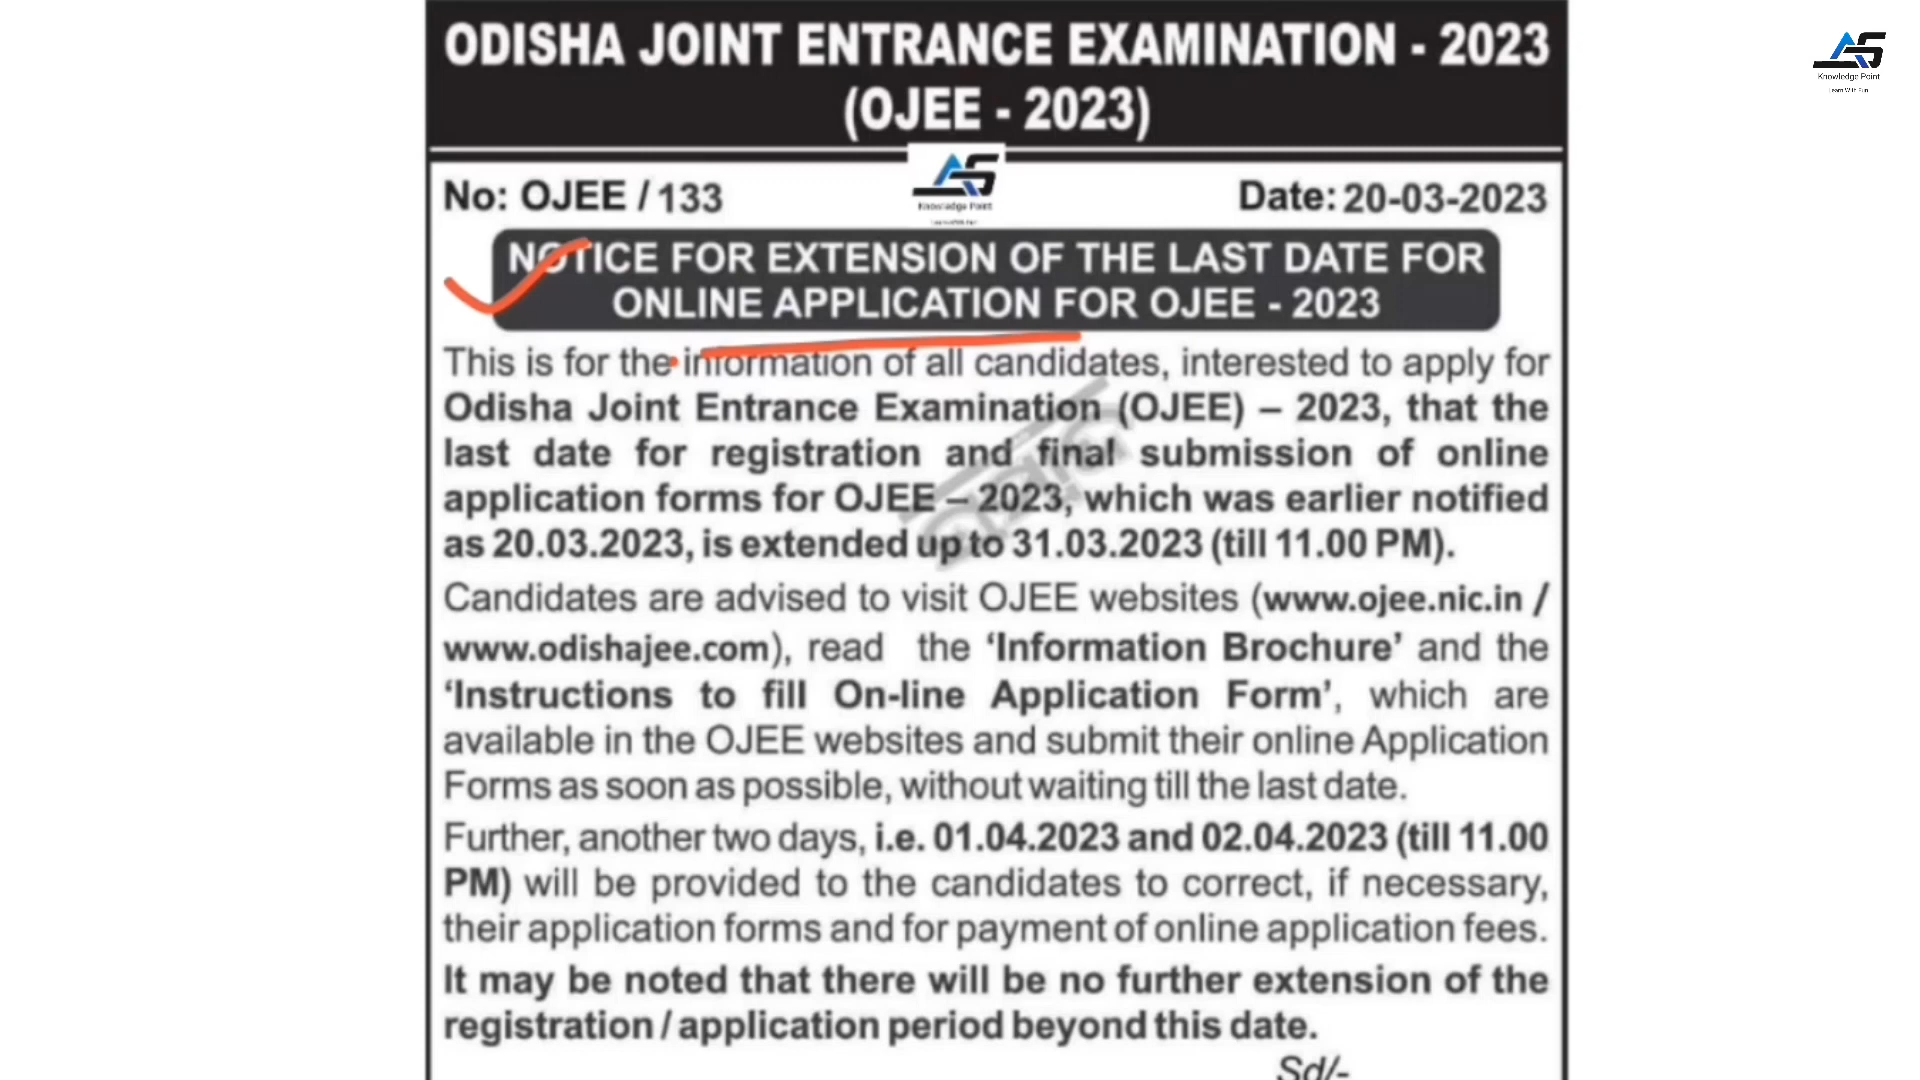 ODISHA JOINT ENTRANCE EXAMINATION - 2023
(OJEE - 2023)
AS
Knowledge Point
Learn With Fun
No: OJEE / 133
AS
Knowledge Point
Date: 20-03-2023
NOTICE FOR EXTENSION OF THE LAST DATE FOR
ONLINE APPLICATION FOR OJEE - 2023
This is for the information of all candidates, interested to apply for
Odisha Joint Entrance Examination (OJEE) – 2023, that the
last date for registration and final submission of online
application forms for OJEE – 2023, which was earlier notified
as 20.03.2023, is extended up to 31.03.2023 (till 11.00 PM).
Candidates are advised to visit OJEE websites (www.ojee.nic.in /
www.odishajee.com), read the ‘Information Brochure’ and the
‘Instructions to fill On-line Application Form’, which are
available in the OJEE websites and submit their online Application
Forms as soon as possible, without waiting till the last date.
Further, another two days, i.e. 01.04.2023 and 02.04.2023 (till 11.00
PM) will be provided to the candidates to correct, if necessary,
their application forms and for payment of online application fees.
It may be noted that there will be no further extension of the
registration / application period beyond this date.
Sd/-